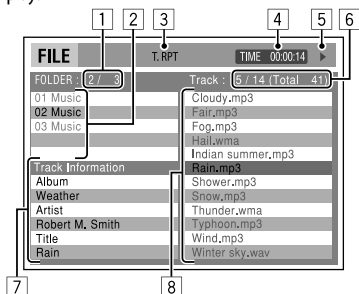 1 2 3 4 5
FILE T. RPT TIME 00:00:14
6
FOLDER : 2 / 3 Track : 5 / 14 (Total 41)
01 Music
02 Music
03 Music
Track Information
Album
Weather
Artist
Robert M. Smith
Title
Rain
Cloudy.mp3
Fair.mp3
Fog.mp3
Hail.wma
Indian summer.mp3
Rain.mp3
Shower.mp3
Snow.mp3
Thunder.wma
Typhoon.mp3
Wind.mp3
Winter sky.wav
7 8